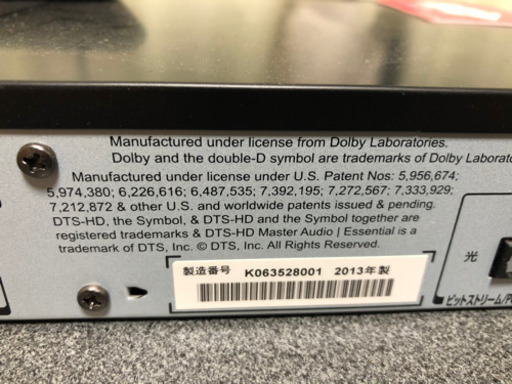 Manufactured under license from Dolby Laboratories.
Dolby and the double-D symbol are trademarks of Dolby
Manufactured under license under U.S. Patent Nos: 5,956,674;
5,974,380; 6,226,616; 6,487,535; 7,392,195; 7,272,567; 7,333,929;
7,212,872 & other U.S. and worldwide patents issued & pending.
DTS-HD, the Symbol, & DTS-HD and the Symbol together are
registered trademarks & DTS-HD Master Audio | Essential is a
trademark of DTS, Inc. © DTS, Inc. All Rights Reserved.
光
製造番号 K063528001 2013年製
ビットストリーム/P